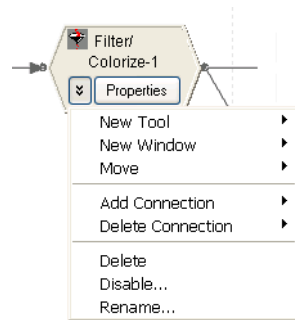 Filter/
Colorize-1
Properties
New Tool
New Window
Move
Add Connection
Delete Connection
Delete
Disable...
Rename...